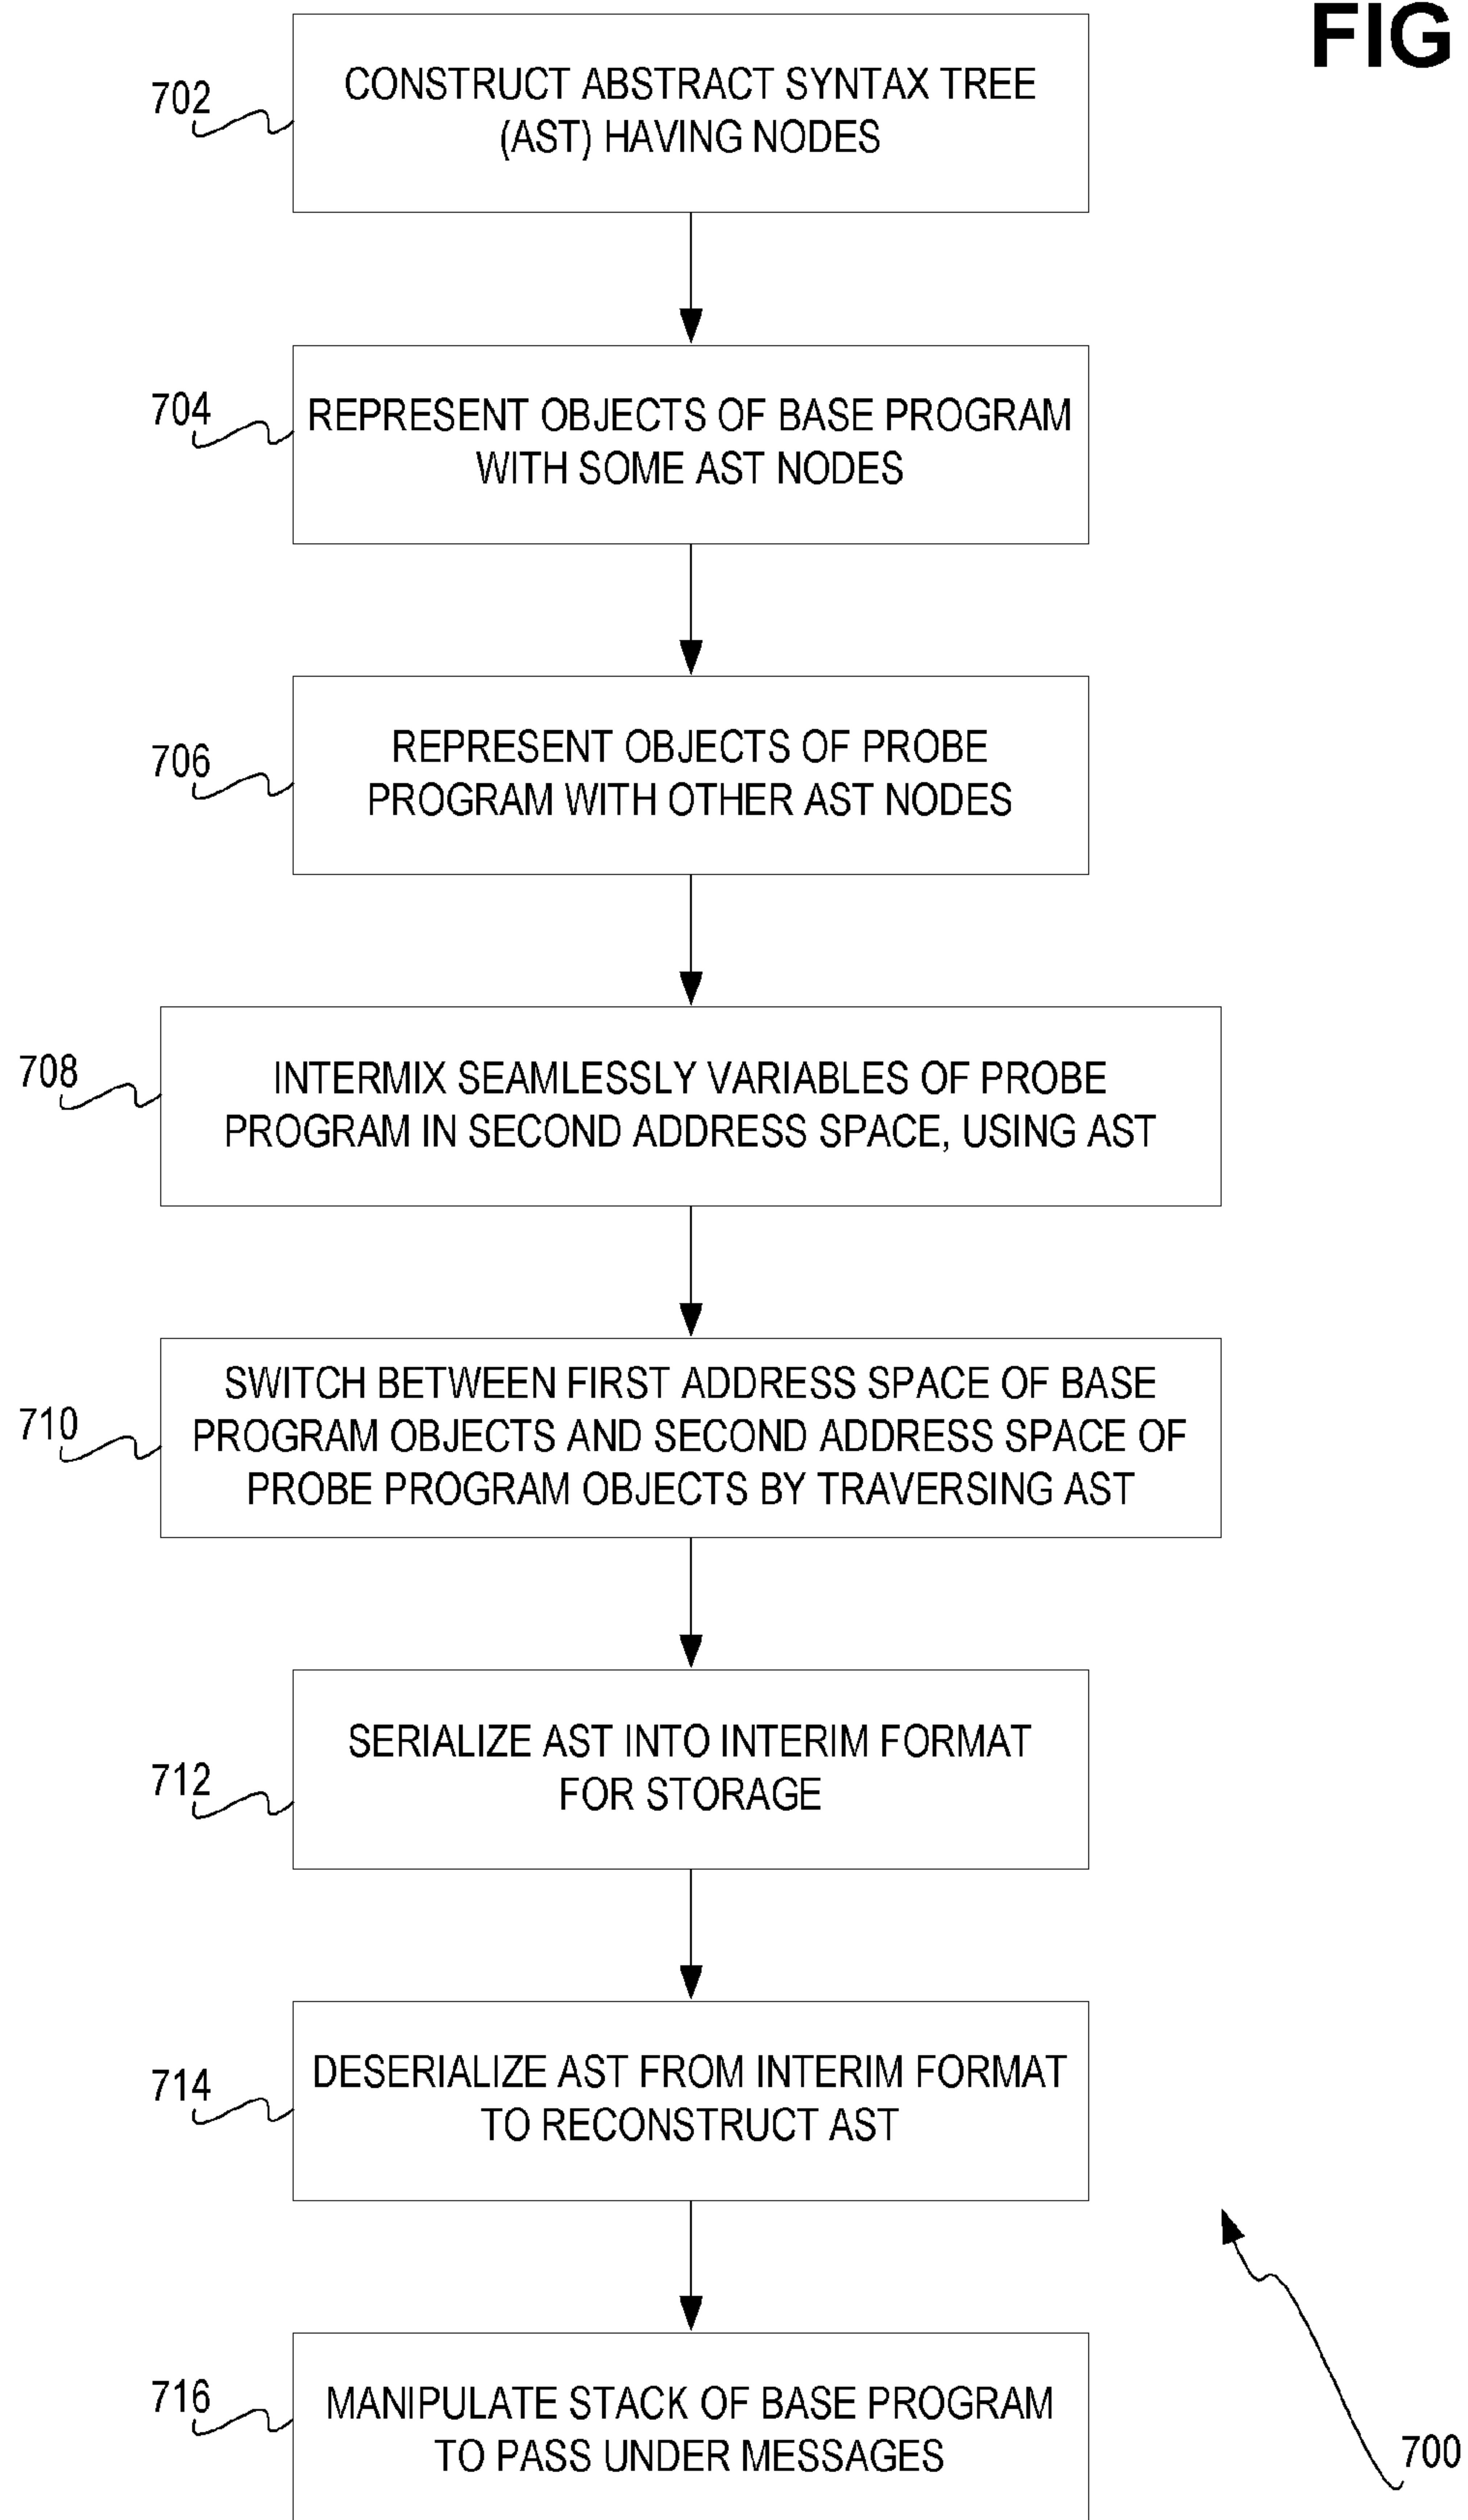 FIG
702
CONSTRUCT ABSTRACT SYNTAX TREE
(AST) HAVING NODES
704
REPRESENT OBJECTS OF BASE PROGRAM
WITH SOME AST NODES
706
REPRESENT OBJECTS OF PROBE
PROGRAM WITH OTHER AST NODES
708
INTERMIX SEAMLESSLY VARIABLES OF PROBE
PROGRAM IN SECOND ADDRESS SPACE, USING AST
710
SWITCH BETWEEN FIRST ADDRESS SPACE OF BASE
PROGRAM OBJECTS AND SECOND ADDRESS SPACE OF
PROBE PROGRAM OBJECTS BY TRAVERSING AST
712
SERIALIZE AST INTO INTERIM FORMAT
FOR STORAGE
714
DESERIALIZE AST FROM INTERIM FORMAT
TO RECONSTRUCT AST
716
MANIPULATE STACK OF BASE PROGRAM
TO PASS UNDER MESSAGES
700